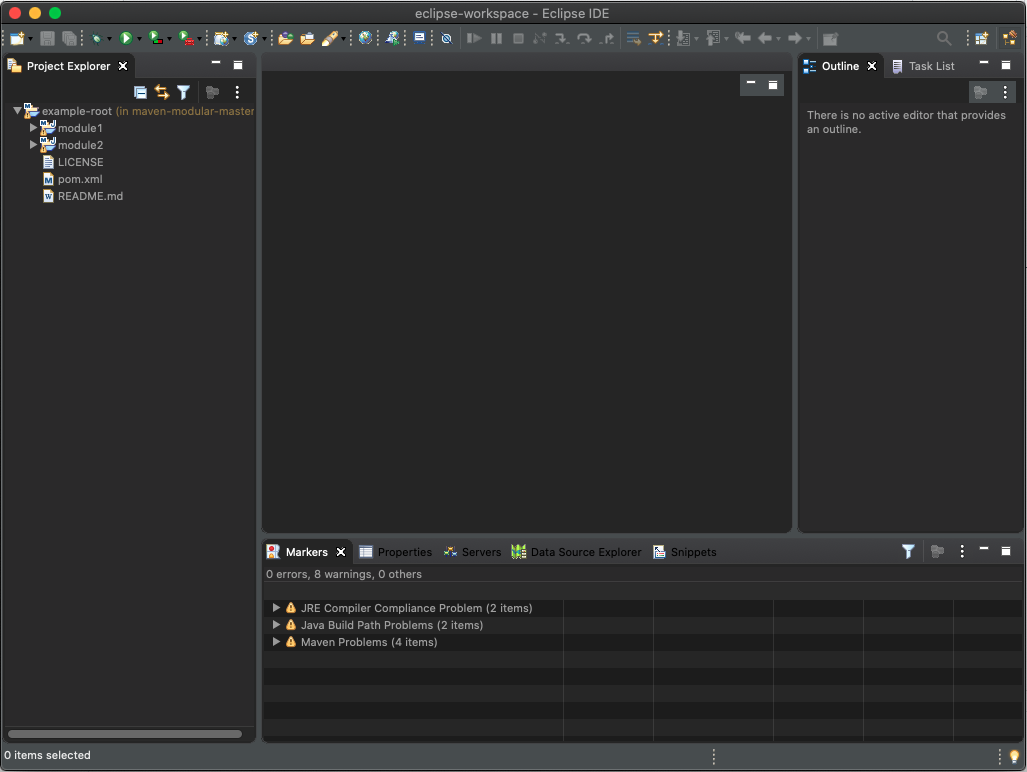 eclipse-workspace - Eclipse IDE
Project Explorer
example-root (in maven-modular-master
module1
module2
LICENSE
pom.xml
README.md
Outline
Task List
There is no active editor that provides
an outline.
Markers
Properties
Servers
Data Source Explorer
Snippets
0 errors, 8 warnings, 0 others
JRE Compiler Compliance Problem (2 items)
Java Build Path Problems (2 items)
Maven Problems (4 items)
0 items selected